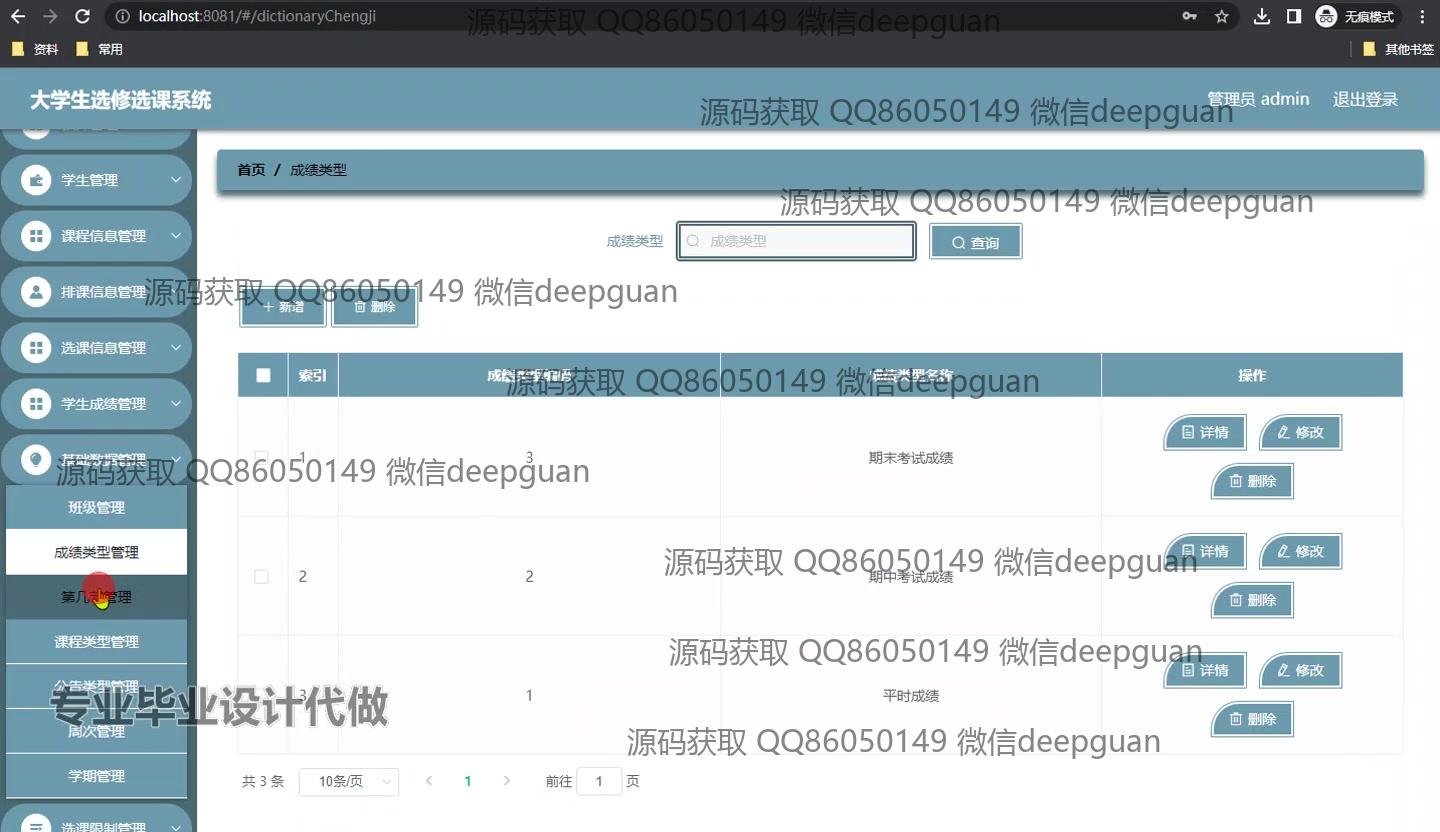 localhost:8081/#/dictionaryChengji
无痕模式
资料
常用
其他书签
源码获取 QQ86050149 微信deepguan
大学生选修选课系统
管理员 admin
退出登录
源码获取 QQ86050149 微信deepguan
学生管理
课程信息管理
排课信息管理
选课信息管理
学生成绩管理
基础数据管理
班级管理
成绩类型管理
课程类型管理
公告类型管理
周次管理
学期管理
选课限制管理
首页 / 成绩类型
源码获取 QQ86050149 微信deepguan
成绩类型
成绩类型
查询
源码获取 QQ86050149 微信deepguan
新增
删除
索引
成绩类型编码
成绩类型名称
操作
源码获取 QQ86050149 微信deepguan
1
3
期末考试成绩
详情
修改
删除
源码获取 QQ86050149 微信deepguan
2
2
期中考试成绩
详情
修改
删除
源码获取 QQ86050149 微信deepguan
3
1
平时成绩
详情
修改
删除
源码获取 QQ86050149 微信deepguan
专业毕业设计代做
源码获取 QQ86050149 微信deepguan
共 3 条
10条/页
1
前往
1
页